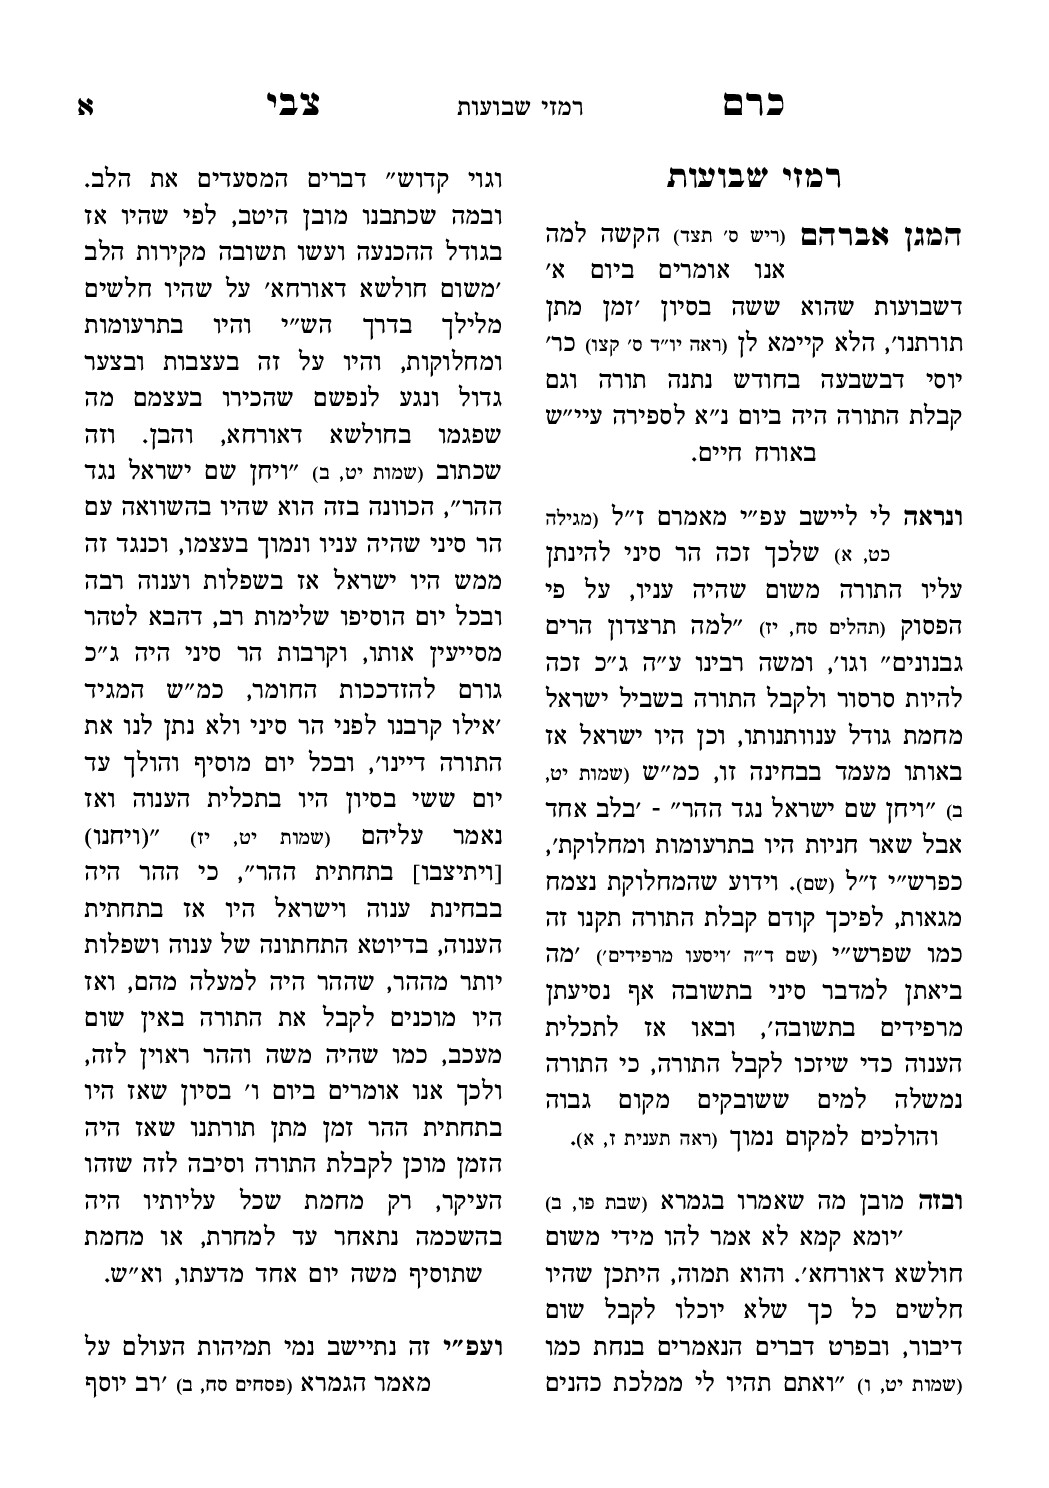 כרם רמזי שבועות צבי א
רמזי שבועות
המגן אברהם (ריש ס׳ תצד) הקשה למה
אנו אומרים ביום א׳
דשבועות שהוא ששה בסיון ׳זמן מתן
תורתנו׳, הלא קיימא לן (ראה יו״ד ס׳ קצו) כר׳
יוסי דבשבעה בחודש נתנה תורה וגם
קבלת התורה היה ביום נ״א לספירה עיי״ש
באורח חיים.
ונראה לי ליישב עפ״י מאמרם ז״ל (מגילה
כט, א) שלכך זכה הר סיני להינתן
עליו התורה משום שהיה עניו, על פי
הפסוק (תהלים סח, יז) ״למה תרצדון הרים
גבנונים״ וגו׳, ומשה רבינו ע״ה ג״כ זכה
להיות סרסור ולקבל התורה בשביל ישראל
מחמת גודל ענוותנותו, וכן היו ישראל אז
באותו מעמד בבחינה זו, כמ״ש (שמות יט,
ב) ״ויחן שם ישראל נגד ההר״ - ׳בלב אחד
אבל שאר חניות היו בתרעומות ומחלוקת׳,
כפרש״י ז״ל (שם). וידוע שהמחלוקת נצמח
מגאות, לפיכך קודם קבלת התורה תקנו זה
כמו שפרש״י (שם ד״ה ׳ויסעו מרפידים׳) ׳מה
ביאתן למדבר סיני בתשובה אף נסיעתן
מרפידים בתשובה׳, ובאו אז לתכלית
הענוה כדי שיזכו לקבל התורה, כי התורה
נמשלה למים ששובקים מקום גבוה
והולכים למקום נמוך (ראה תענית ז, א).
ובזה מובן מה שאמרו בגמרא (שבת פו, ב)
׳יומא קמא לא אמר להו מידי משום
חולשא דאורחא׳. והוא תמוה, היתכן שהיו
חלשים כל כך שלא יוכלו לקבל שום
דיבור, ובפרט דברים הנאמרים בנחת כמו
(שמות יט, ו) ״ואתם תהיו לי ממלכת כהנים
וגוי קדוש״ דברים המסעדים את הלב.
ובמה שכתבנו מובן היטב, לפי שהיו אז
בגודל ההכנעה ועשו תשובה מקירות הלב
׳משום חולשא דאורחא׳ על שהיו חלשים
מלילך בדרך הש״י והיו בתרעומות
ומחלוקות, והיו על זה בעצבות ובצער
גדול ונגע לנפשם שהכירו בעצמם מה
שפגמו בחולשא דאורחא, והבן. וזה
שכתוב (שמות יט, ב) ״ויחן שם ישראל נגד
ההר״, הכוונה בזה הוא שהיו בהשוואה עם
הר סיני שהיה עניו ונמוך בעצמו, וכנגד זה
ממש היו ישראל אז בשפלות וענוה רבה
ובכל יום הוסיפו שלימות רב, דהבא לטהר
מסייעין אותו, וקרבות הר סיני היה ג״כ
גורם להזדככות החומר, כמ״ש המגיד
׳אילו קרבנו לפני הר סיני ולא נתן לנו את
התורה דיינו׳, ובכל יום מוסיף והולך עד
יום ששי בסיון היו בתכלית הענוה ואז
נאמר עליהם (שמות יט, יז) ״(ויחנו)
[ויתיצבו] בתחתית ההר״, כי ההר היה
בבחינת ענוה וישראל היו אז בתחתית
הענוה, בדיוטא התחתונה של ענוה ושפלות
יותר מההר, שההר היה למעלה מהם, ואז
היו מוכנים לקבל את התורה באין שום
מעכב, כמו שהיה משה וההר ראוין לזה,
ולכך אנו אומרים ביום ו׳ בסיון שאז היו
בתחתית ההר זמן מתן תורתנו שאז היה
הזמן מוכן לקבלת התורה וסיבה לזה שזהו
העיקר, רק מחמת שכל עליותיו היה
בהשכמה נתאחר עד למחרת, או מחמת
שתוסיף משה יום אחד מדעתו, וא״ש.
ועפ״י זה נתיישב נמי תמיהות העולם על
מאמר הגמרא (פסחים סח, ב) ׳רב יוסף